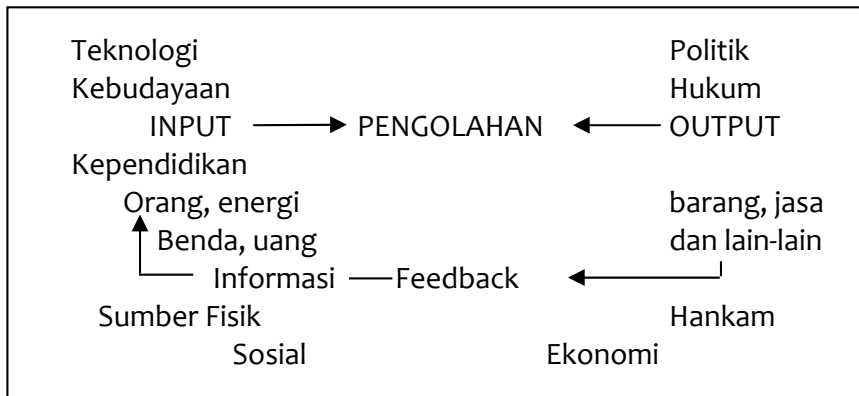 Teknologi Politik
Kebudayaan Hukum
INPUT PENGOLAHAN OUTPUT
Kependidikan
Orang, energi barang, jasa
Benda, uang dan lain-lain
Informasi Feedback
Sumber Fisik Hankam
Sosial Ekonomi